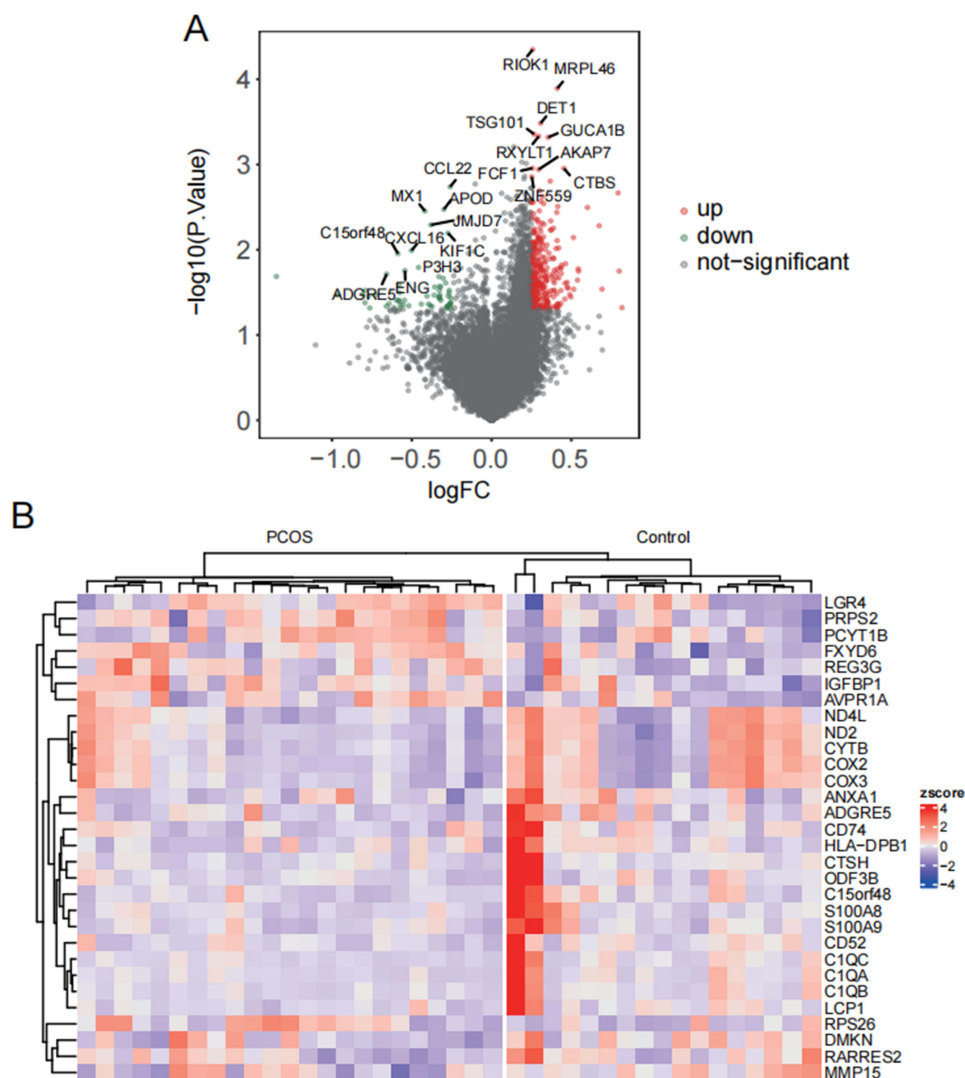 A
RIOK1
MRPL46
DET1
TSG101
GUCA1B
RXYLT1
AKAP7
FCF1
CTBS
ZNF559
CCL22
MX1
APOD
JMJD7
C15orf48
CXCL16
KIF1C
P3H3
ADGRE5
ENG
4
3
2
1
0
-log10(P.Value)
−1.0 −0.5 0.0 0.5
logFC
up
down
not−significant
B
PCOS Control
LGR4
PRPS2
PCYT1B
FXYD6
REG3G
IGFBP1
AVPR1A
ND4L
ND2
CYTB
COX2
COX3
ANXA1
ADGRE5
CD74
HLA−DPB1
CTSH
ODF3B
C15orf48
S100A8
S100A9
CD52
C1QC
C1QA
C1QB
LCP1
RPS26
DMKN
RARRES2
MMP15
zscore
4
2
0
−2
−4